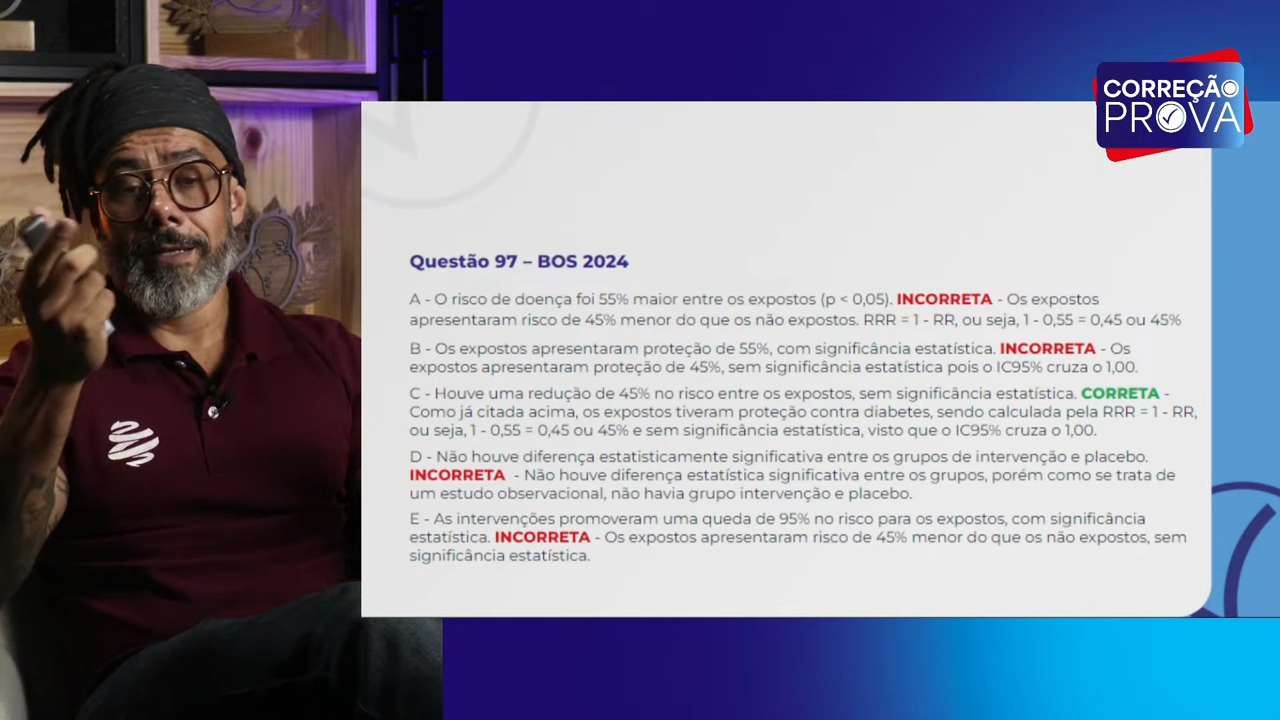 CORREÇÃO
PROVA
Questão 97 – BOS 2024
A - O risco de doença foi 55% maior entre os expostos (p < 0,05). INCORRETA - Os expostos
apresentaram risco de 45% menor do que os não expostos. RRR = 1 - RR, ou seja, 1 - 0,55 = 0,45 ou 45%
B - Os expostos apresentaram proteção de 55%, com significância estatística. INCORRETA - Os
expostos apresentaram proteção de 45%, sem significância estatística pois o IC95% cruza o 1,00.
C - Houve uma redução de 45% no risco entre os expostos, sem significância estatística. CORRETA -
Como já citada acima, os expostos tiveram proteção contra diabetes, sendo calculada pela RRR = 1 - RR,
ou seja, 1 - 0,55 = 0,45 ou 45% e sem significância estatística, visto que o IC95% cruza o 1,00.
D - Não houve diferença estatisticamente significativa entre os grupos de intervenção e placebo.
INCORRETA - Não houve diferença estatística significativa entre os grupos, porém como se trata de
um estudo observacional, não havia grupo intervenção e placebo.
E - As intervenções promoveram uma queda de 95% no risco para os expostos, com significância
estatística. INCORRETA - Os expostos apresentaram risco de 45% menor do que os não expostos, sem
significância estatística.